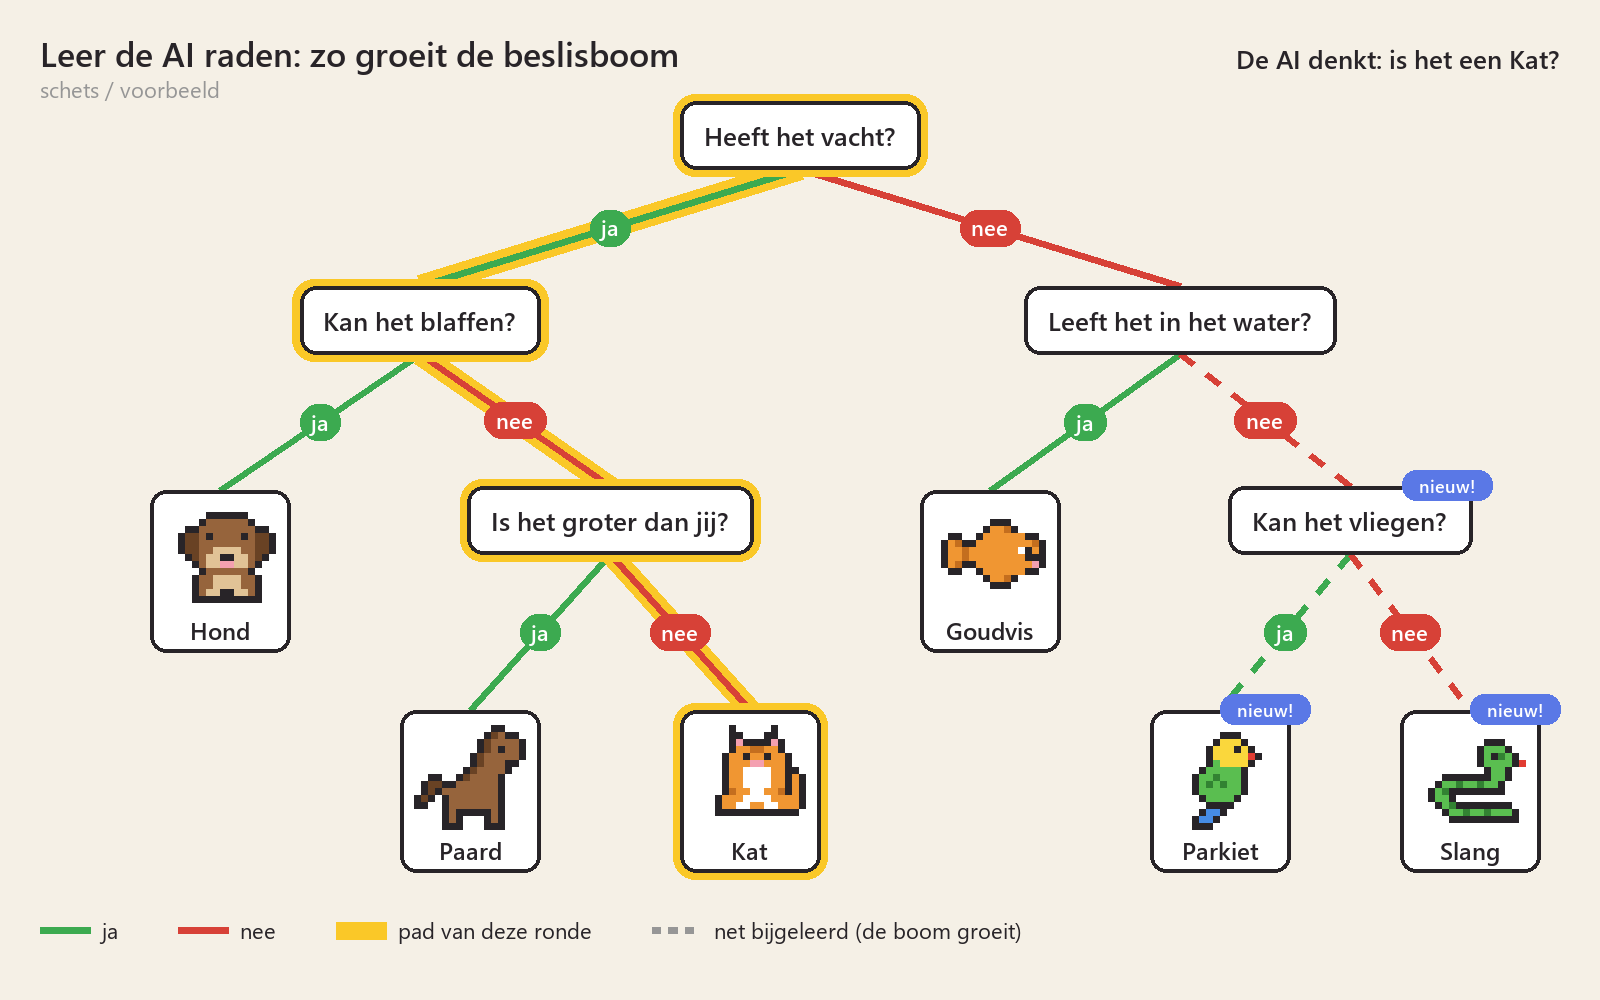 Leer de AI raden: zo groeit de beslisboom
schets / voorbeeld
De AI denkt: is het een Kat?
Heeft het vacht?
ja
nee
Kan het blaffen?
Leeft het in het water?
ja
nee
ja
nee
Is het groter dan jij?
nieuw!
Kan het vliegen?
Hond
Goudvis
ja
nee
ja
nee
nieuw!
nieuw!
Paard
Kat
Parkiet
Slang
ja
nee
pad van deze ronde
net bijgeleerd (de boom groeit)